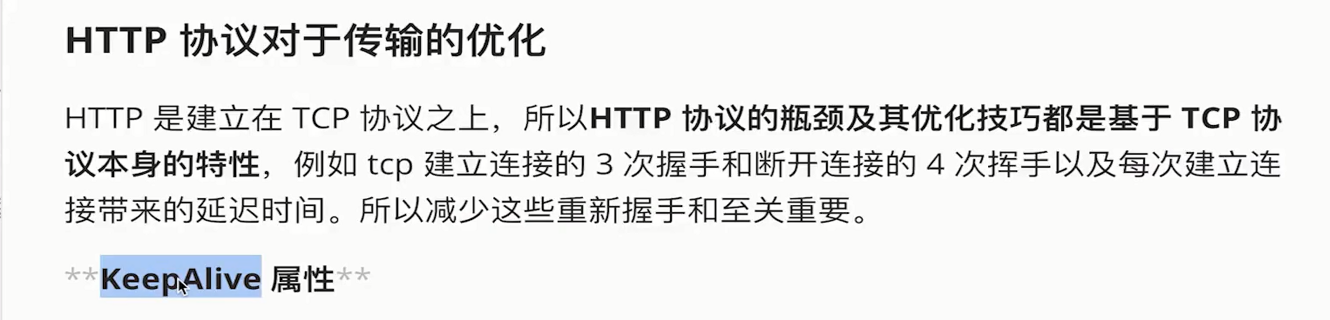 HTTP 协议对于传输的优化
HTTP 是建立在 TCP 协议之上，所以HTTP 协议的瓶颈及其优化技巧都是基于 TCP 协
议本身的特性，例如 tcp 建立连接的 3 次握手和断开连接的 4 次挥手以及每次建立连
接带来的延迟时间。所以减少这些重新握手和至关重要。
**KeepAlive 属性**